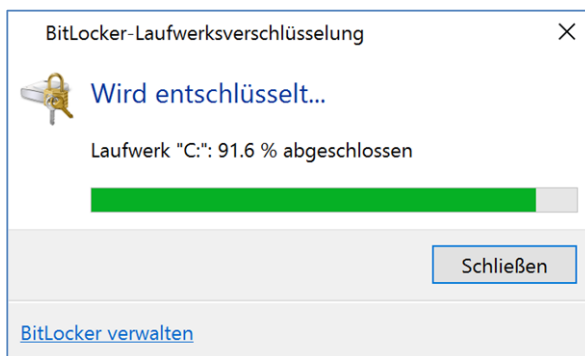 BitLocker-Laufwerksverschlüsselung
Wird entschlüsselt...
Laufwerk "C:": 91.6 % abgeschlossen
Schließen
BitLocker verwalten